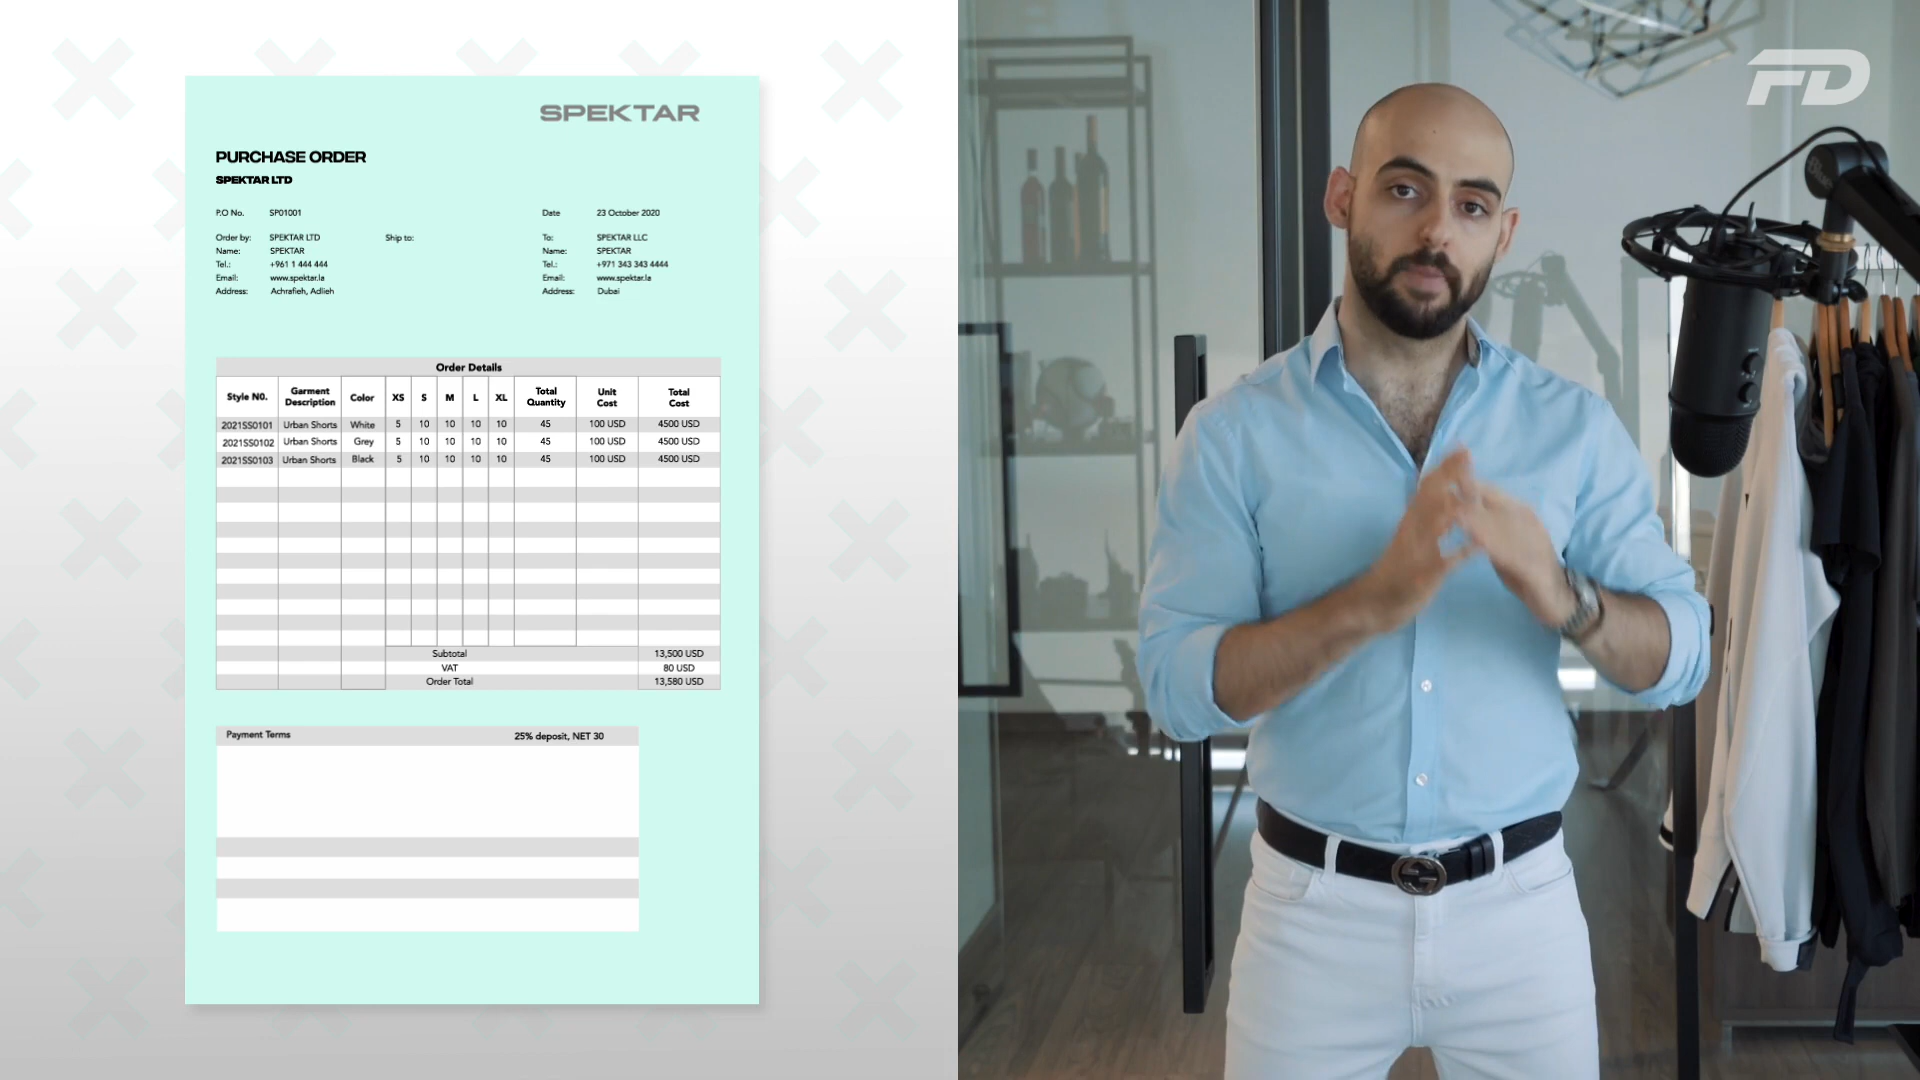 SPEKTAR
PURCHASE ORDER
SPEKTAR LTD
P.O No. SP01001 Date 23 October 2020
Order by: SPEKTAR LTD Ship to: To: SPEKTAR LLC
Name: SPEKTAR Name: SPEKTAR
Tel.: +961 1 444 444 Tel.: +971 343 343 4444
Email: www.spektar.la Email: www.spektar.la
Address: Achrafieh, Adlieh Address: Dubai
Order Details
Style N0. Garment Description Color XS S M L XL Total Quantity Unit Cost Total Cost
2021SS0101 Urban Shorts White 5 10 10 10 10 45 100 USD 4500 USD
2021SS0102 Urban Shorts Grey 5 10 10 10 10 45 100 USD 4500 USD
2021SS0103 Urban Shorts Black 5 10 10 10 10 45 100 USD 4500 USD
Subtotal 13,500 USD
VAT 80 USD
Order Total 13,580 USD
Payment Terms 25% deposit, NET 30
FD
Blue